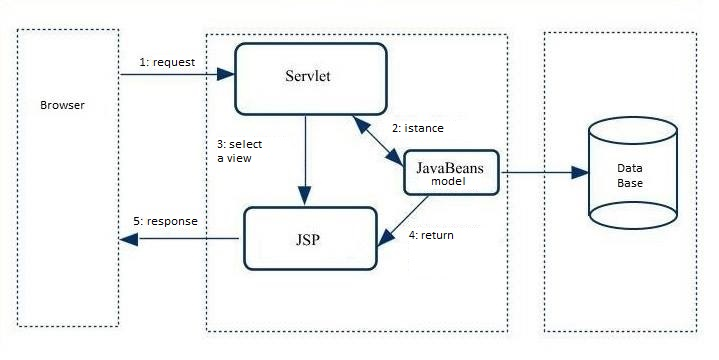 1: request
Servlet
Browser
2: istance
3: select
a view
JavaBeans
model
Data
Base
5: response
JSP
4: return